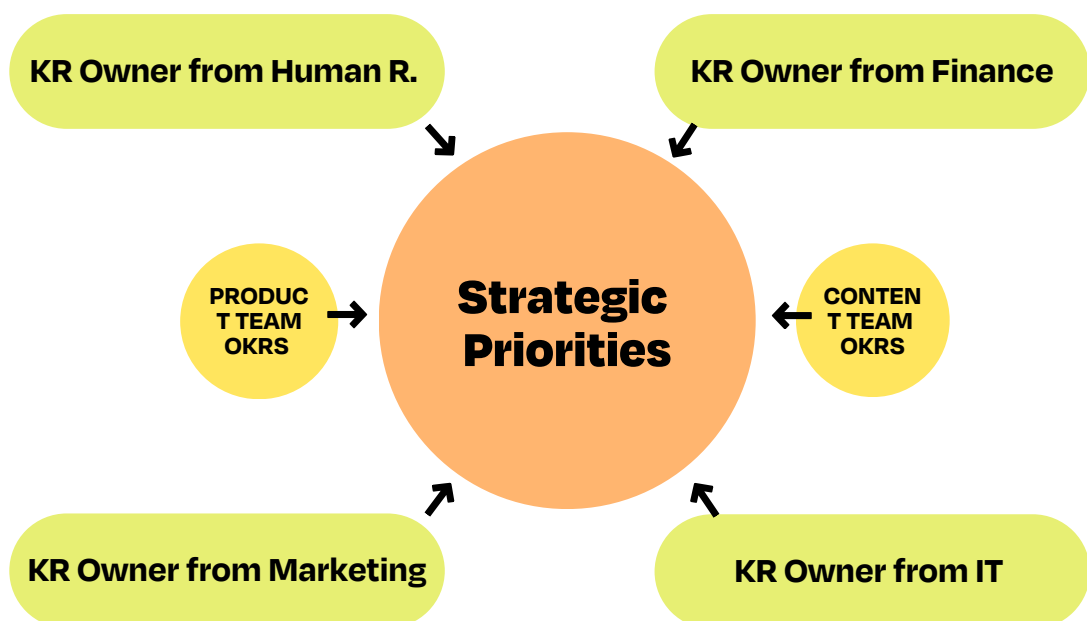 KR Owner from Human R.
KR Owner from Finance
PRODUC
T TEAM
OKRS
Strategic
Priorities
CONTEN
T TEAM
OKRS
KR Owner from Marketing
KR Owner from IT